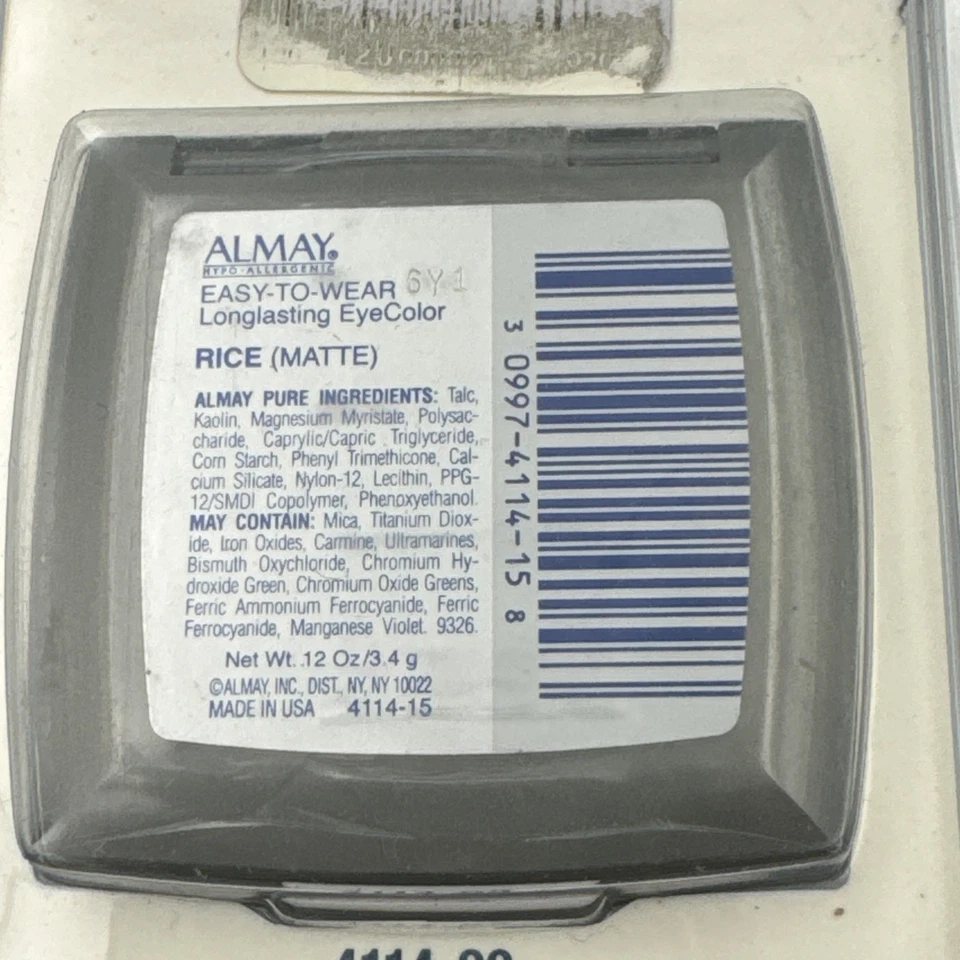 ALMAY®
HYPO-ALLERGENIC
EASY-TO-WEAR 6Y1
Longlasting EyeColor
RICE (MATTE)
ALMAY PURE INGREDIENTS: Talc,
Kaolin, Magnesium Myristate, Polysac-
charide, Caprylic/Capric Triglyceride,
Corn Starch, Phenyl Trimethicone, Cal-
cium Silicate, Nylon-12, Lecithin, PPG-
12/SMDI Copolymer, Phenoxyethanol.
MAY CONTAIN: Mica, Titanium Diox-
ide, Iron Oxides, Carmine, Ultramarines,
Bismuth Oxychloride, Chromium Hy-
droxide Green, Chromium Oxide Greens,
Ferric Ammonium Ferrocyanide, Ferric
Ferrocyanide, Manganese Violet. 9326.
Net Wt. .12 Oz/3.4 g
©ALMAY, INC., DIST., NY, NY 10022
MADE IN USA 4114-15
3 0997-4114-15 8